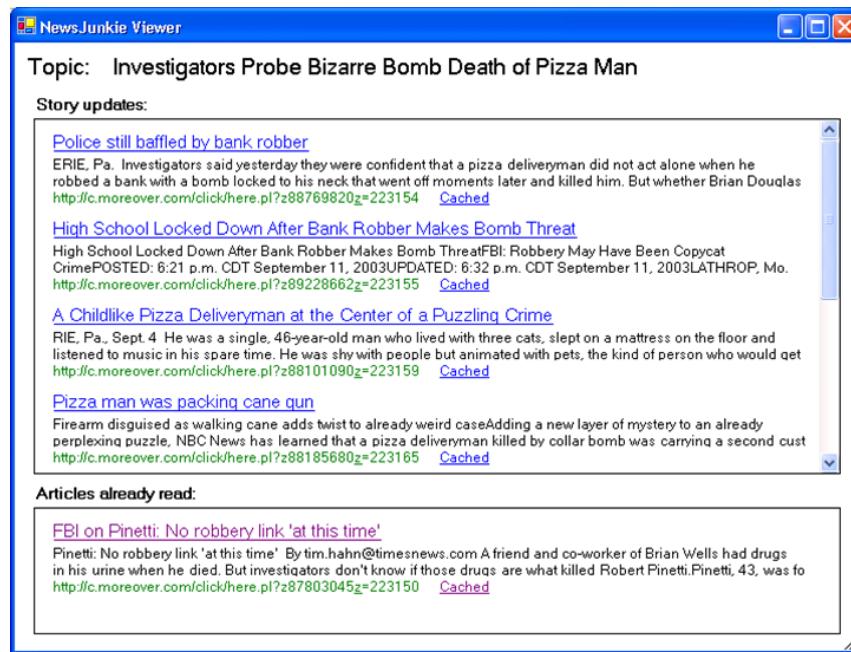 NewsJunkie Viewer
Topic: Investigators Probe Bizarre Bomb Death of Pizza Man
Story updates:
Police still baffled by bank robber
ERIE, Pa. Investigators said yesterday they were confident that a pizza deliveryman did not act alone when he
robbed a bank with a bomb locked to his neck that went off moments later and killed him. But whether Brian Douglas
http://c.moreover.com/click/here.pl?z88769820z=223154 Cached
High School Locked Down After Bank Robber Makes Bomb Threat
High School Locked Down After Bank Robber Makes Bomb ThreatFBI: Robbery May Have Been Copycat
CrimePOSTED: 6:21 p.m. CDT September 11, 2003UPDATED: 6:32 p.m. CDT September 11, 2003LATHROP, Mo.
http://c.moreover.com/click/here.pl?z89228662z=223155 Cached
A Childlike Pizza Deliveryman at the Center of a Puzzling Crime
RIE, Pa., Sept. 4 He was a single, 46-year-old man who lived with three cats, slept on a mattress on the floor and
listened to music in his spare time. He was shy with people but animated with pets, the kind of person who would get
http://c.moreover.com/click/here.pl?z88101090z=223159 Cached
Pizza man was packing cane gun
Firearm disguised as walking cane adds twist to already weird caseAdding a new layer of mystery to an already
perplexing puzzle, NBC News has learned that a pizza deliveryman killed by collar bomb was carrying a second cust
http://c.moreover.com/click/here.pl?z88185680z=223165 Cached
Articles already read:
FBI on Pinetti: No robbery link 'at this time'
Pinetti: No robbery link 'at this time' By tim.hahn@timesnews.com A friend and co-worker of Brian Wells had drugs
in his urine when he died. But investigators don't know if those drugs are what killed Robert Pinetti.Pinetti, 43, was fo
http://c.moreover.com/click/here.pl?z87803045z=223150 Cached